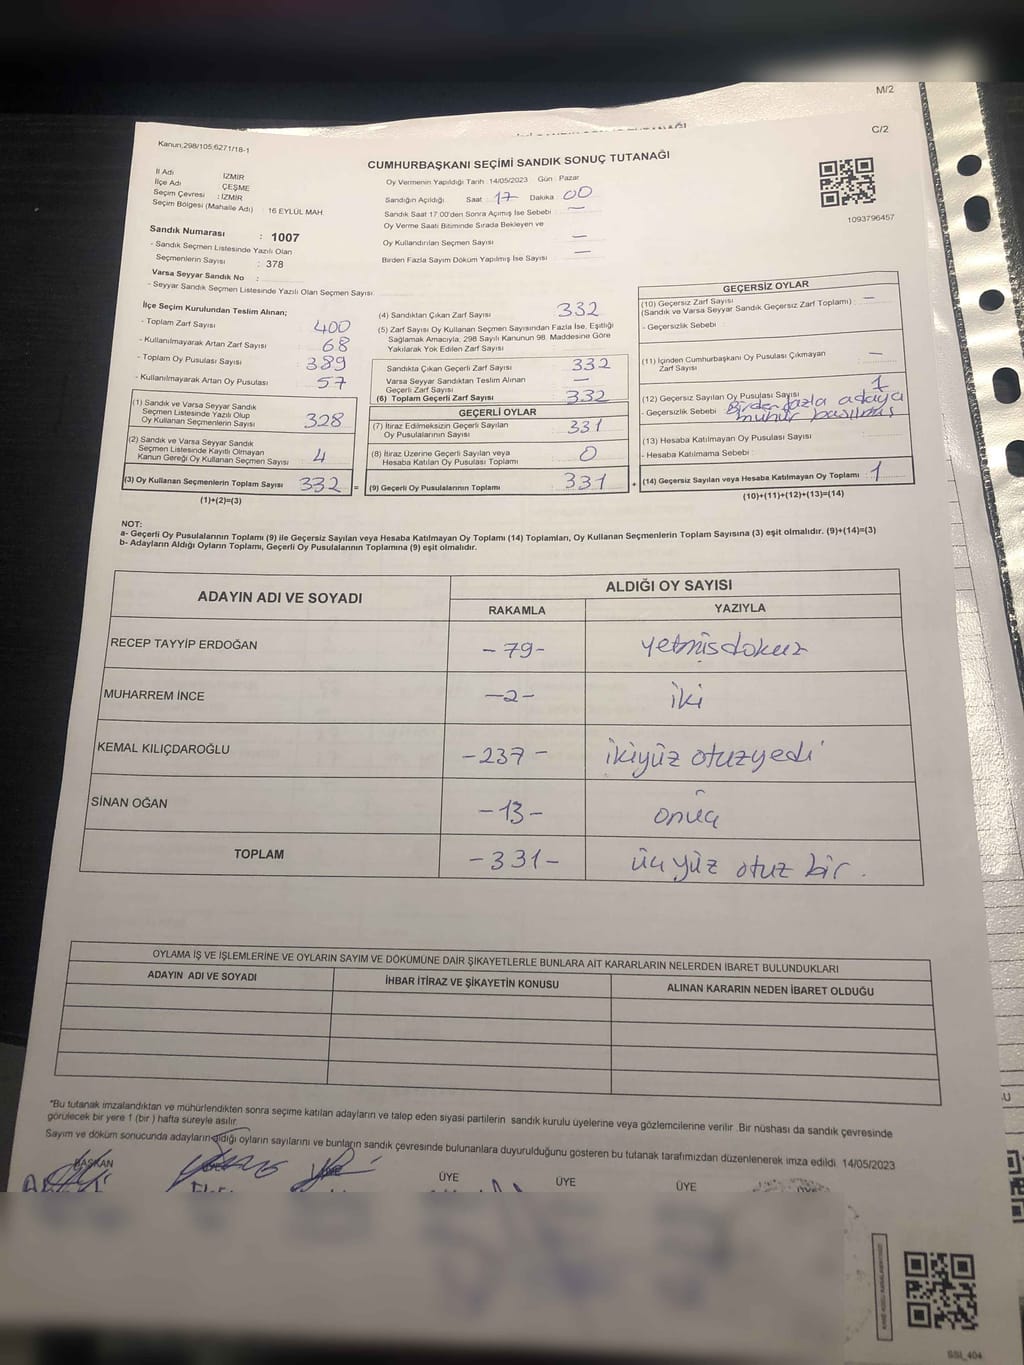 M/2
C/2
Kanun;298/105;6271/18-1
CUMHURBAŞKANI SEÇİMİ SANDIK SONUÇ TUTANAĞI
İl Adı : İZMİR
İlçe Adı : ÇEŞME
Seçim Çevresi : İZMİR
Seçim Bölgesi (Mahalle Adı) : 16 EYLÜL MAH.
Sandık Numarası : 1007
- Sandık Seçmen Listesinde Yazılı Olan
Seçmenlerin Sayısı : 378
Varsa Seyyar Sandık No :
- Seyyar Sandık Seçmen Listesinde Yazılı Olan Seçmen Sayısı:
Oy Vermenin Yapıldığı Tarih : 14/05/2023 Gün : Pazar
Sandığın Açıldığı Saat : 17 Dakika : 00
Sandık Saat 17.00'den Sonra Açımış İse Sebebi : —
Oy Verme Saati Bitiminde Sırada Bekleyen ve
Oy Kullandırılan Seçmen Sayısı —
Birden Fazla Sayım Döküm Yapılmış İse Sayısı —
1093796457
İlçe Seçim Kurulundan Teslim Alınan;
- Toplam Zarf Sayısı 400
- Kullanılmayarak Artan Zarf Sayısı 68
- Toplam Oy Pusulası Sayısı 389
- Kullanılmayarak Artan Oy Pusulası 57
(1) Sandık ve Varsa Seyyar Sandık
Seçmen Listesinde Yazılı Olup
Oy Kullanan Seçmenlerin Sayısı 328
(2) Sandık ve Varsa Seyyar Sandık
Seçmen Listesinde Kayıtlı Olmayan
Kanun Gereği Oy Kullanan Seçmen Sayısı 4
(3) Oy Kullanan Seçmenlerin Toplam Sayısı 332 =
(1)+(2)=(3)
(4) Sandıktan Çıkan Zarf Sayısı 332
(5) Zarf Sayısı Oy Kullanan Seçmen Sayısından Fazla İse, Eşitliği
Sağlamak Amacıyla; 298 Sayılı Kanunun 98. Maddesine Göre
Yakılarak Yok Edilen Zarf Sayısı
Sandıkta Çıkan Geçerli Zarf Sayısı 332
Varsa Seyyar Sandıktan Teslim Alınan
Geçerli Zarf Sayısı —
(6) Toplam Geçerli Zarf Sayısı 332
GEÇERLİ OYLAR
(7) İtiraz Edilmeksizin Geçerli Sayılan
Oy Pusulalarının Sayısı 331
(8) İtiraz Üzerine Geçerli Sayılan veya
Hesaba Katılan Oy Pusulası Toplamı 0
(9) Geçerli Oy Pusulalarının Toplamı 331 +
GEÇERSİZ OYLAR
(10) Geçersiz Zarf Sayısı
(Sandık ve Varsa Seyyar Sandık Geçersiz Zarf Toplamı) : —
- Geçersizlik Sebebi :
(11) İçinden Cumhurbaşkanı Oy Pusulası Çıkmayan
Zarf Sayısı —
(12) Geçersiz Sayılan Oy Pusulası Sayısı 1
- Geçersizlik Sebebi : Birden fazla adaya
mühür basılmış
(13) Hesaba Katılmayan Oy Pusulası Sayısı :
- Hesaba Katılmama Sebebi :
(14) Geçersiz Sayılan veya Hesaba Katılmayan Oy Toplamı : 1
(10)+(11)+(12)+(13)=(14)
NOT:
a- Geçerli Oy Pusulalarının Toplamı (9) ile Geçersiz Sayılan veya Hesaba Katılmayan Oy Toplamı (14) Toplamları, Oy Kullanan Seçmenlerin Toplam Sayısına (3) eşit olmalıdır. (9)+(14)=(3)
b- Adayların Aldığı Oyların Toplamı, Geçerli Oy Pusulalarının Toplamına (9) eşit olmalıdır.
ADAYIN ADI VE SOYADI
ALDIĞI OY SAYISI
RAKAMLA YAZIYLA
RECEP TAYYİP ERDOĞAN -79- yetmişdokuz
MUHARREM İNCE -2- iki
KEMAL KILIÇDAROĞLU -237- ikiyüz otuzyedi
SİNAN OĞAN -13- onüç
TOPLAM -331- üç yüz otuz bir.
OYLAMA İŞ VE İŞLEMLERİNE VE OYLARIN SAYIM VE DÖKÜMÜNE DAİR ŞİKAYETLERLE BUNLARA AİT KARARLARIN NELERDEN İBARET BULUNDUKLARI
ADAYIN ADI VE SOYADI İHBAR İTİRAZ VE ŞİKAYETİN KONUSU ALINAN KARARIN NEDEN İBARET OLDUĞU
*Bu tutanak imzalandıktan ve mühürlendikten sonra seçime katılan adayların ve talep eden siyasi partilerin sandık kurulu üyelerine veya gözlemcilerine verilir. Bir nüshası da sandık çevresinde
görülecek bir yere 1 (bir ) hafta süreyle asılır.
Sayım ve döküm sonucunda adayların aldığı oyların sayılarını ve bunların sandık çevresinde bulunanlara duyurulduğunu gösteren bu tutanak tarafımızdan düzenlenerek imza edildi. 14/05/2023
BAŞKAN ÜYE ÜYE ÜYE
SSI_404